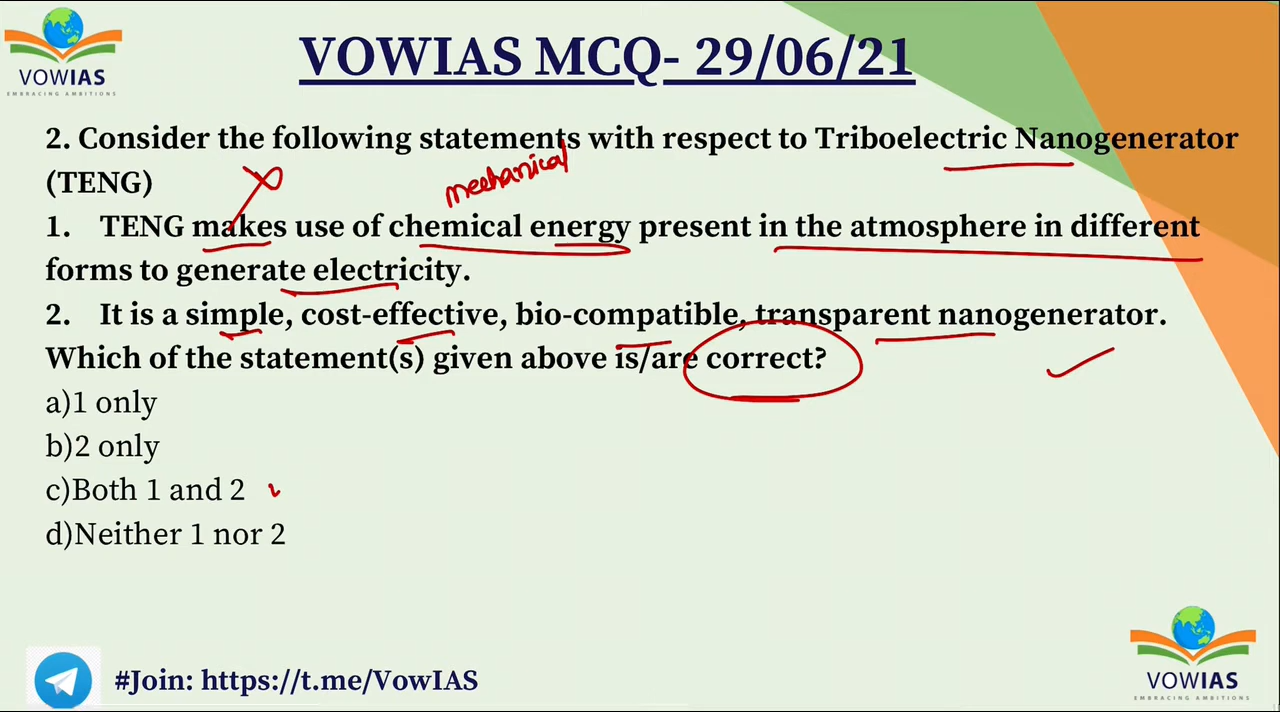 VOWIAS
EMBRACING AMBITIONS
VOWIAS MCQ- 29/06/21
2. Consider the following statements with respect to Triboelectric Nanogenerator
(TENG)
mechanical
1. TENG makes use of chemical energy present in the atmosphere in different
forms to generate electricity.
2. It is a simple, cost-effective, bio-compatible, transparent nanogenerator.
Which of the statement(s) given above is/are correct?
a)1 only
b)2 only
c)Both 1 and 2
d)Neither 1 nor 2
#Join: https://t.me/VowIAS
VOWIAS
EMBRACING AMBITIONS